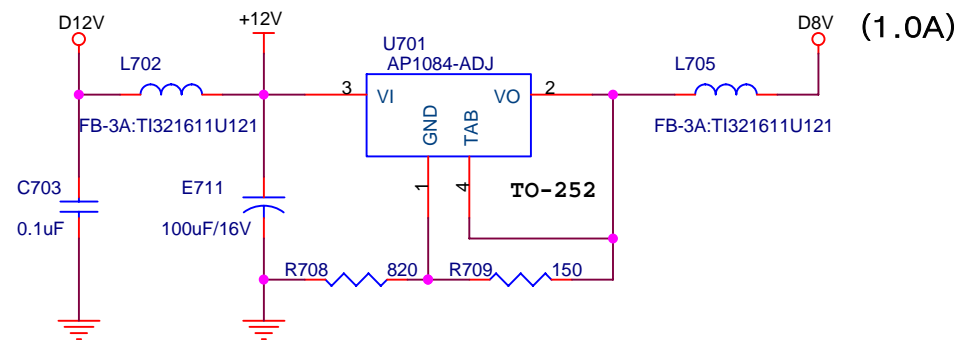 D12V
+12V
D8V
(1.0A)
L702
U701
AP1084-ADJ
L705
3
VI
VO
2
FB-3A:TI321611U121
FB-3A:TI321611U121
GND
TAB
C703
0.1uF
E711
100uF/16V
1
4
TO-252
R708
820
R709
150